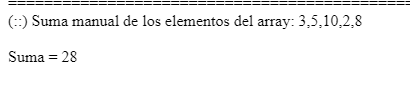 ==============================================
(::) Suma manual de los elementos del array: 3,5,10,2,8
Suma = 28